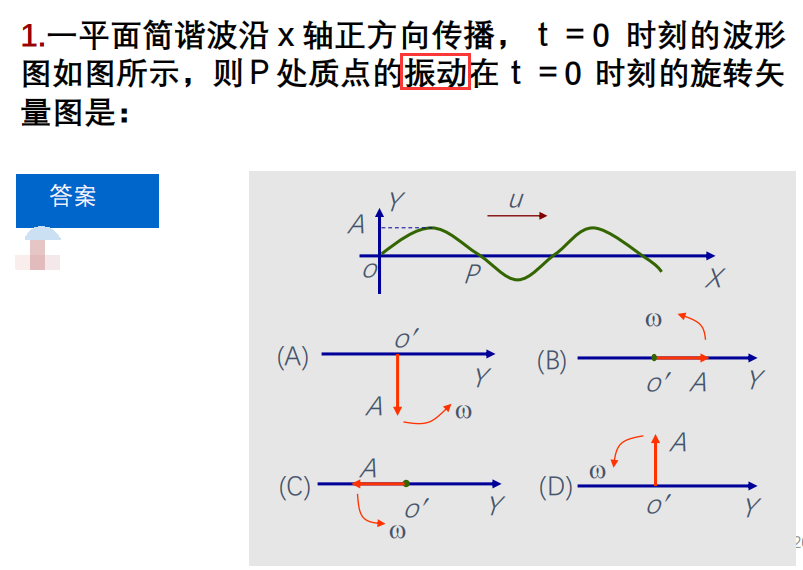 1.一平面简谐波沿 x 轴正方向传播， t =0 时刻的波形
图如图所示，则 P 处质点的振动在 t =0 时刻的旋转矢
量图是：
答案
Y
u
A
O
P
X
(A)
o′
Y
A
ω
(B)
ω
o′
A
Y
(C)
A
o′
Y
ω
(D)
A
ω
o′
Y
20